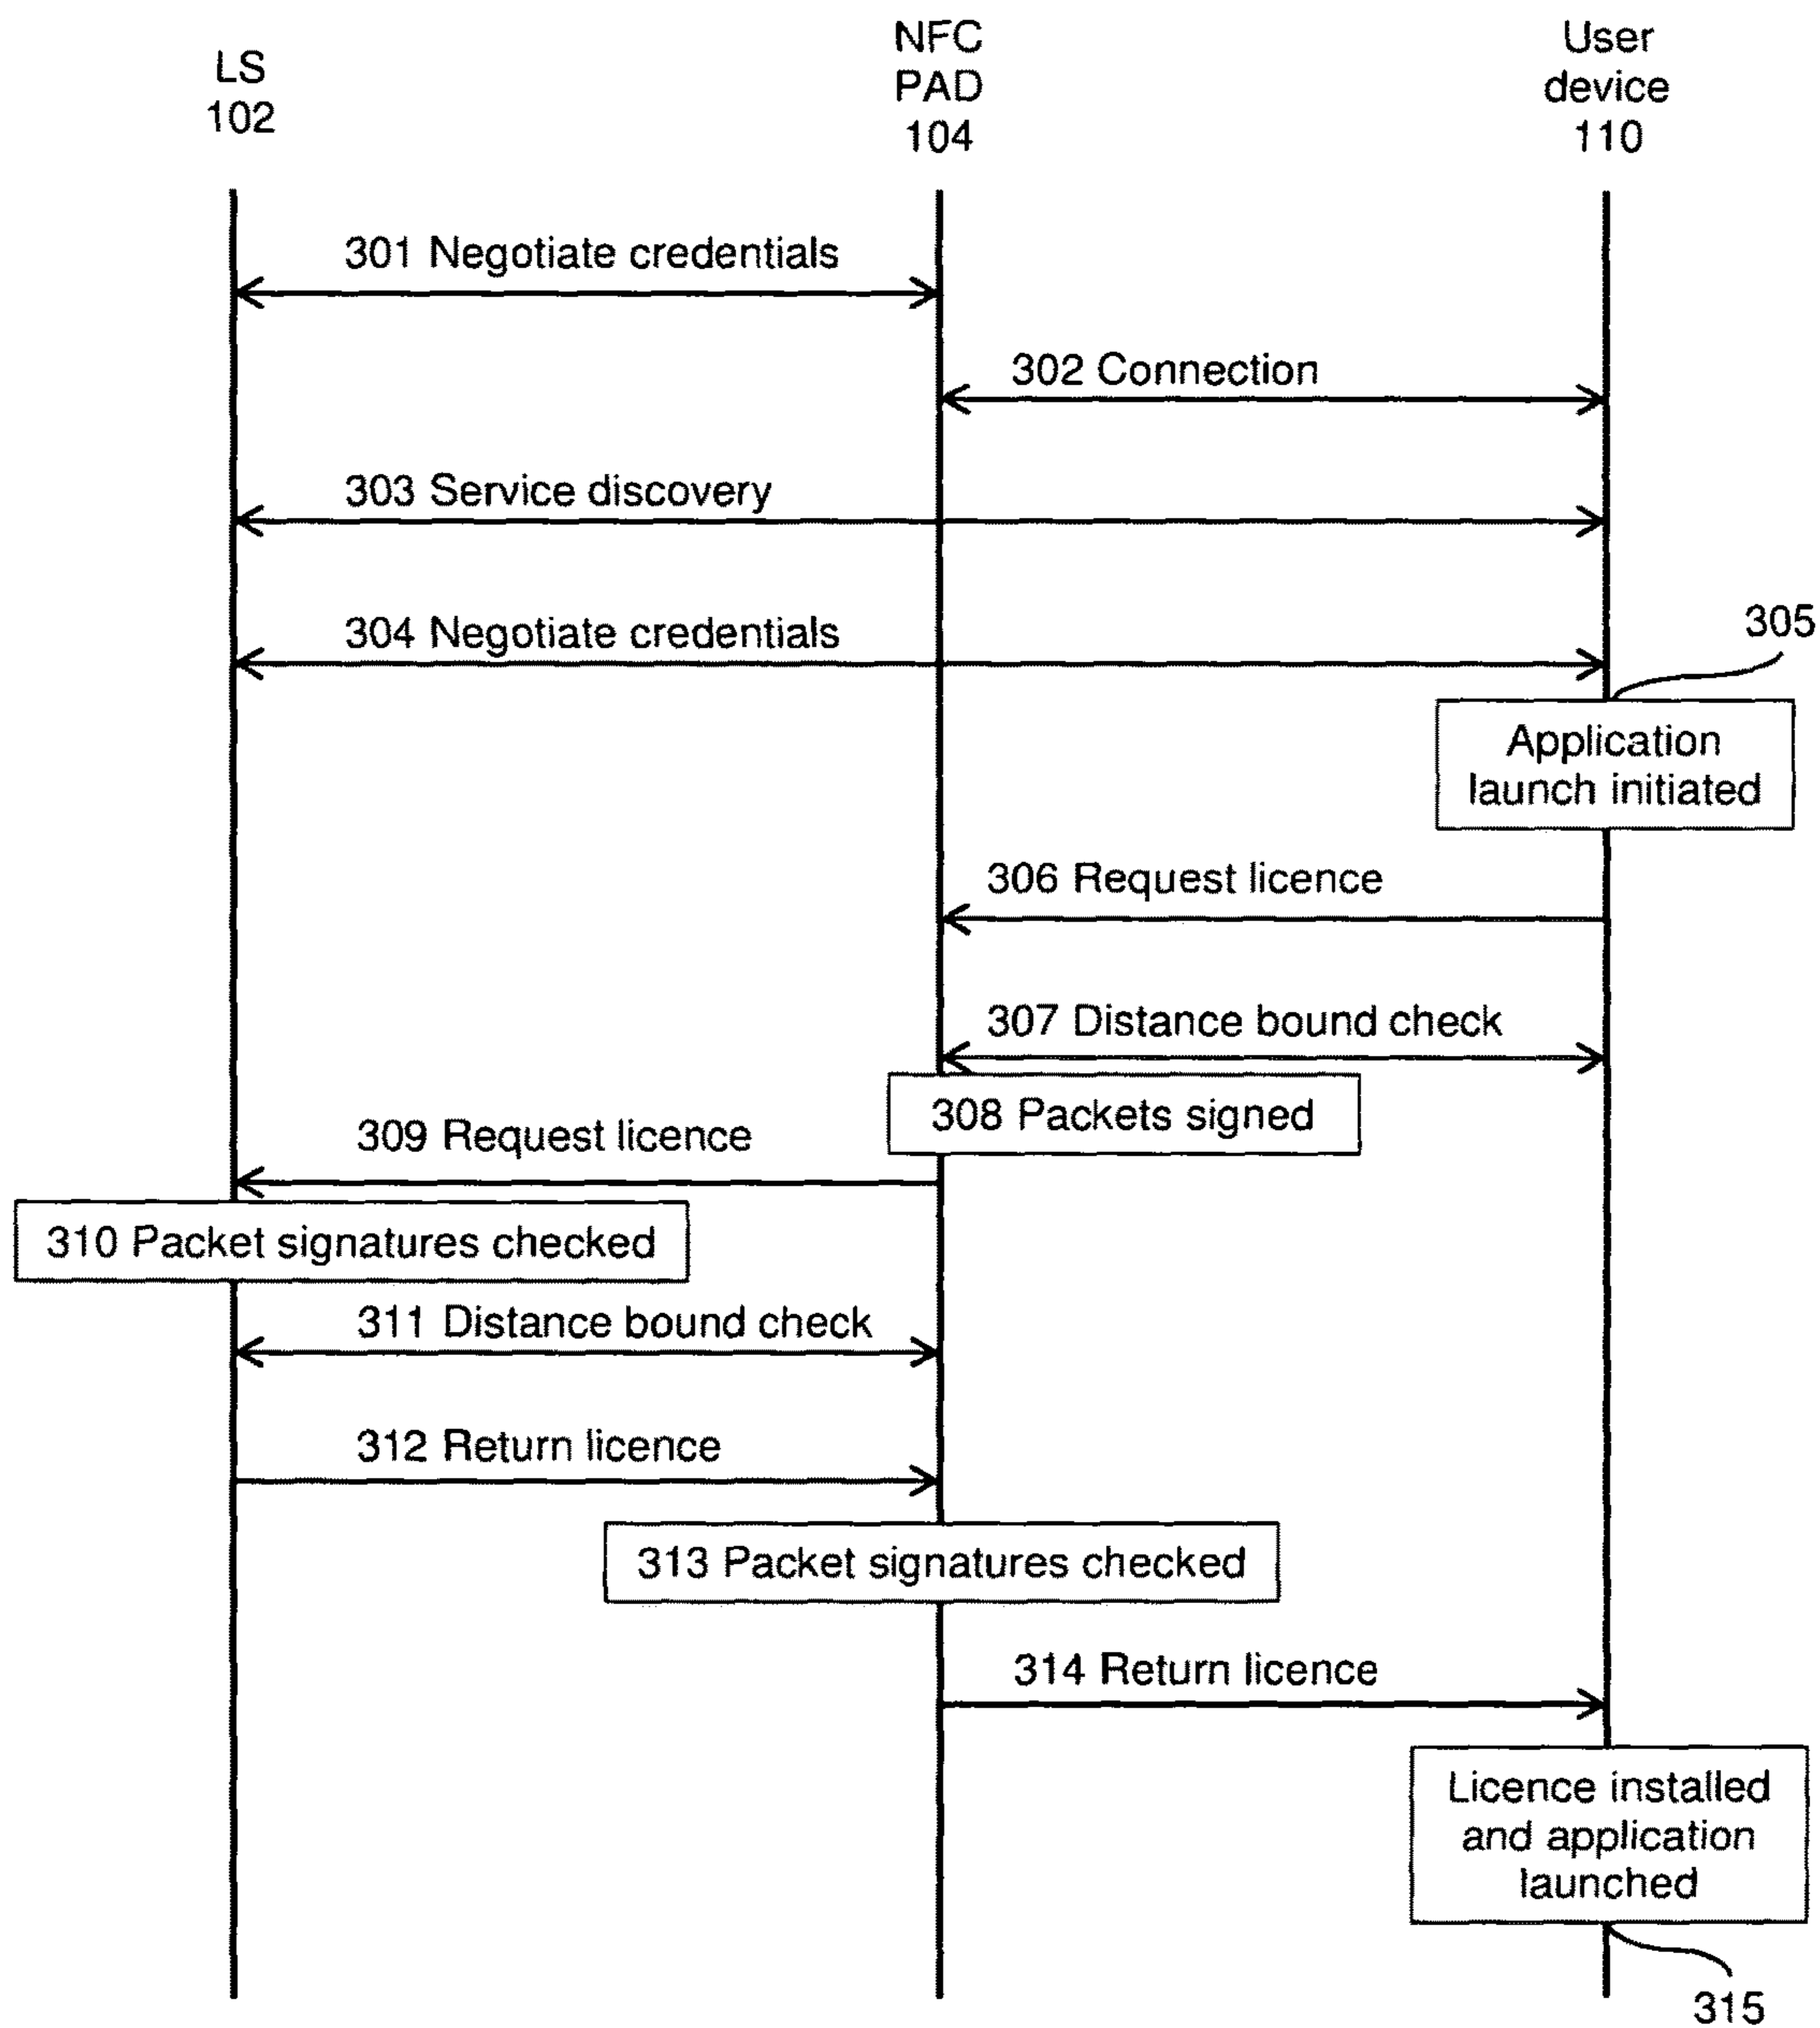 LS
102
NFC
PAD
104
User
device
110
301 Negotiate credentials
302 Connection
303 Service discovery
304 Negotiate credentials
305
Application
launch initiated
306 Request licence
307 Distance bound check
308 Packets signed
309 Request licence
310 Packet signatures checked
311 Distance bound check
312 Return licence
313 Packet signatures checked
314 Return licence
Licence installed
and application
launched
315